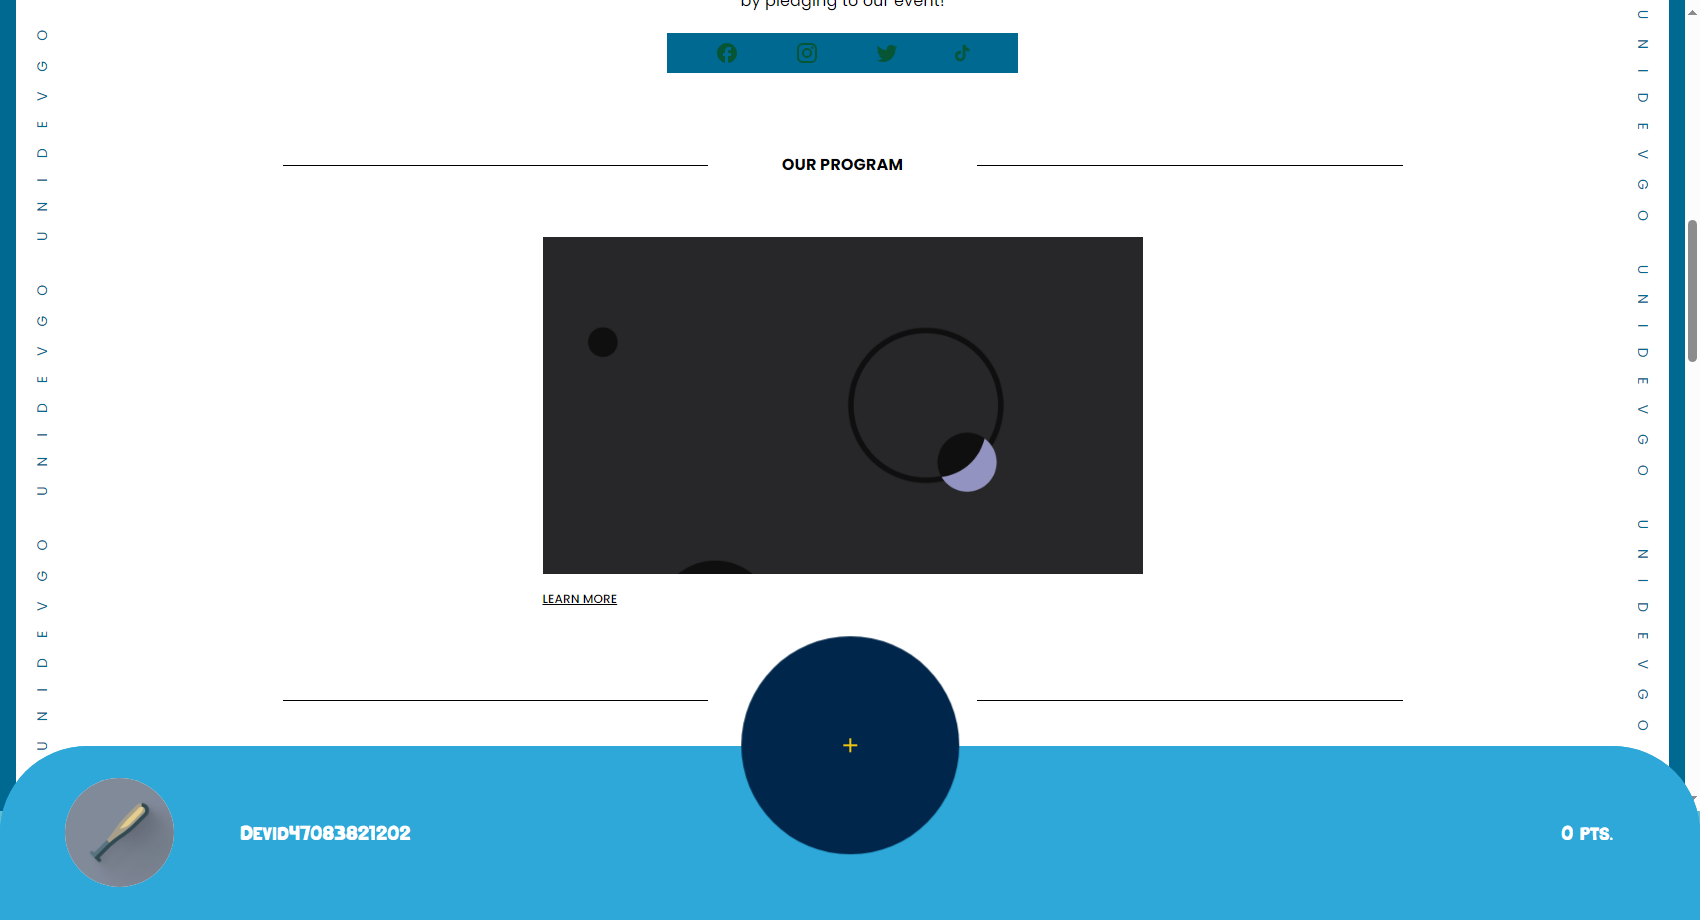 by pledging to our event!
OUR PROGRAM
LEARN MORE
UNIDEVGO UNIDEVGO UNIDEVGO
UNIDEVGO UNIDEVGO UNIDEVGO
+
Devid47083821202
0 pts.